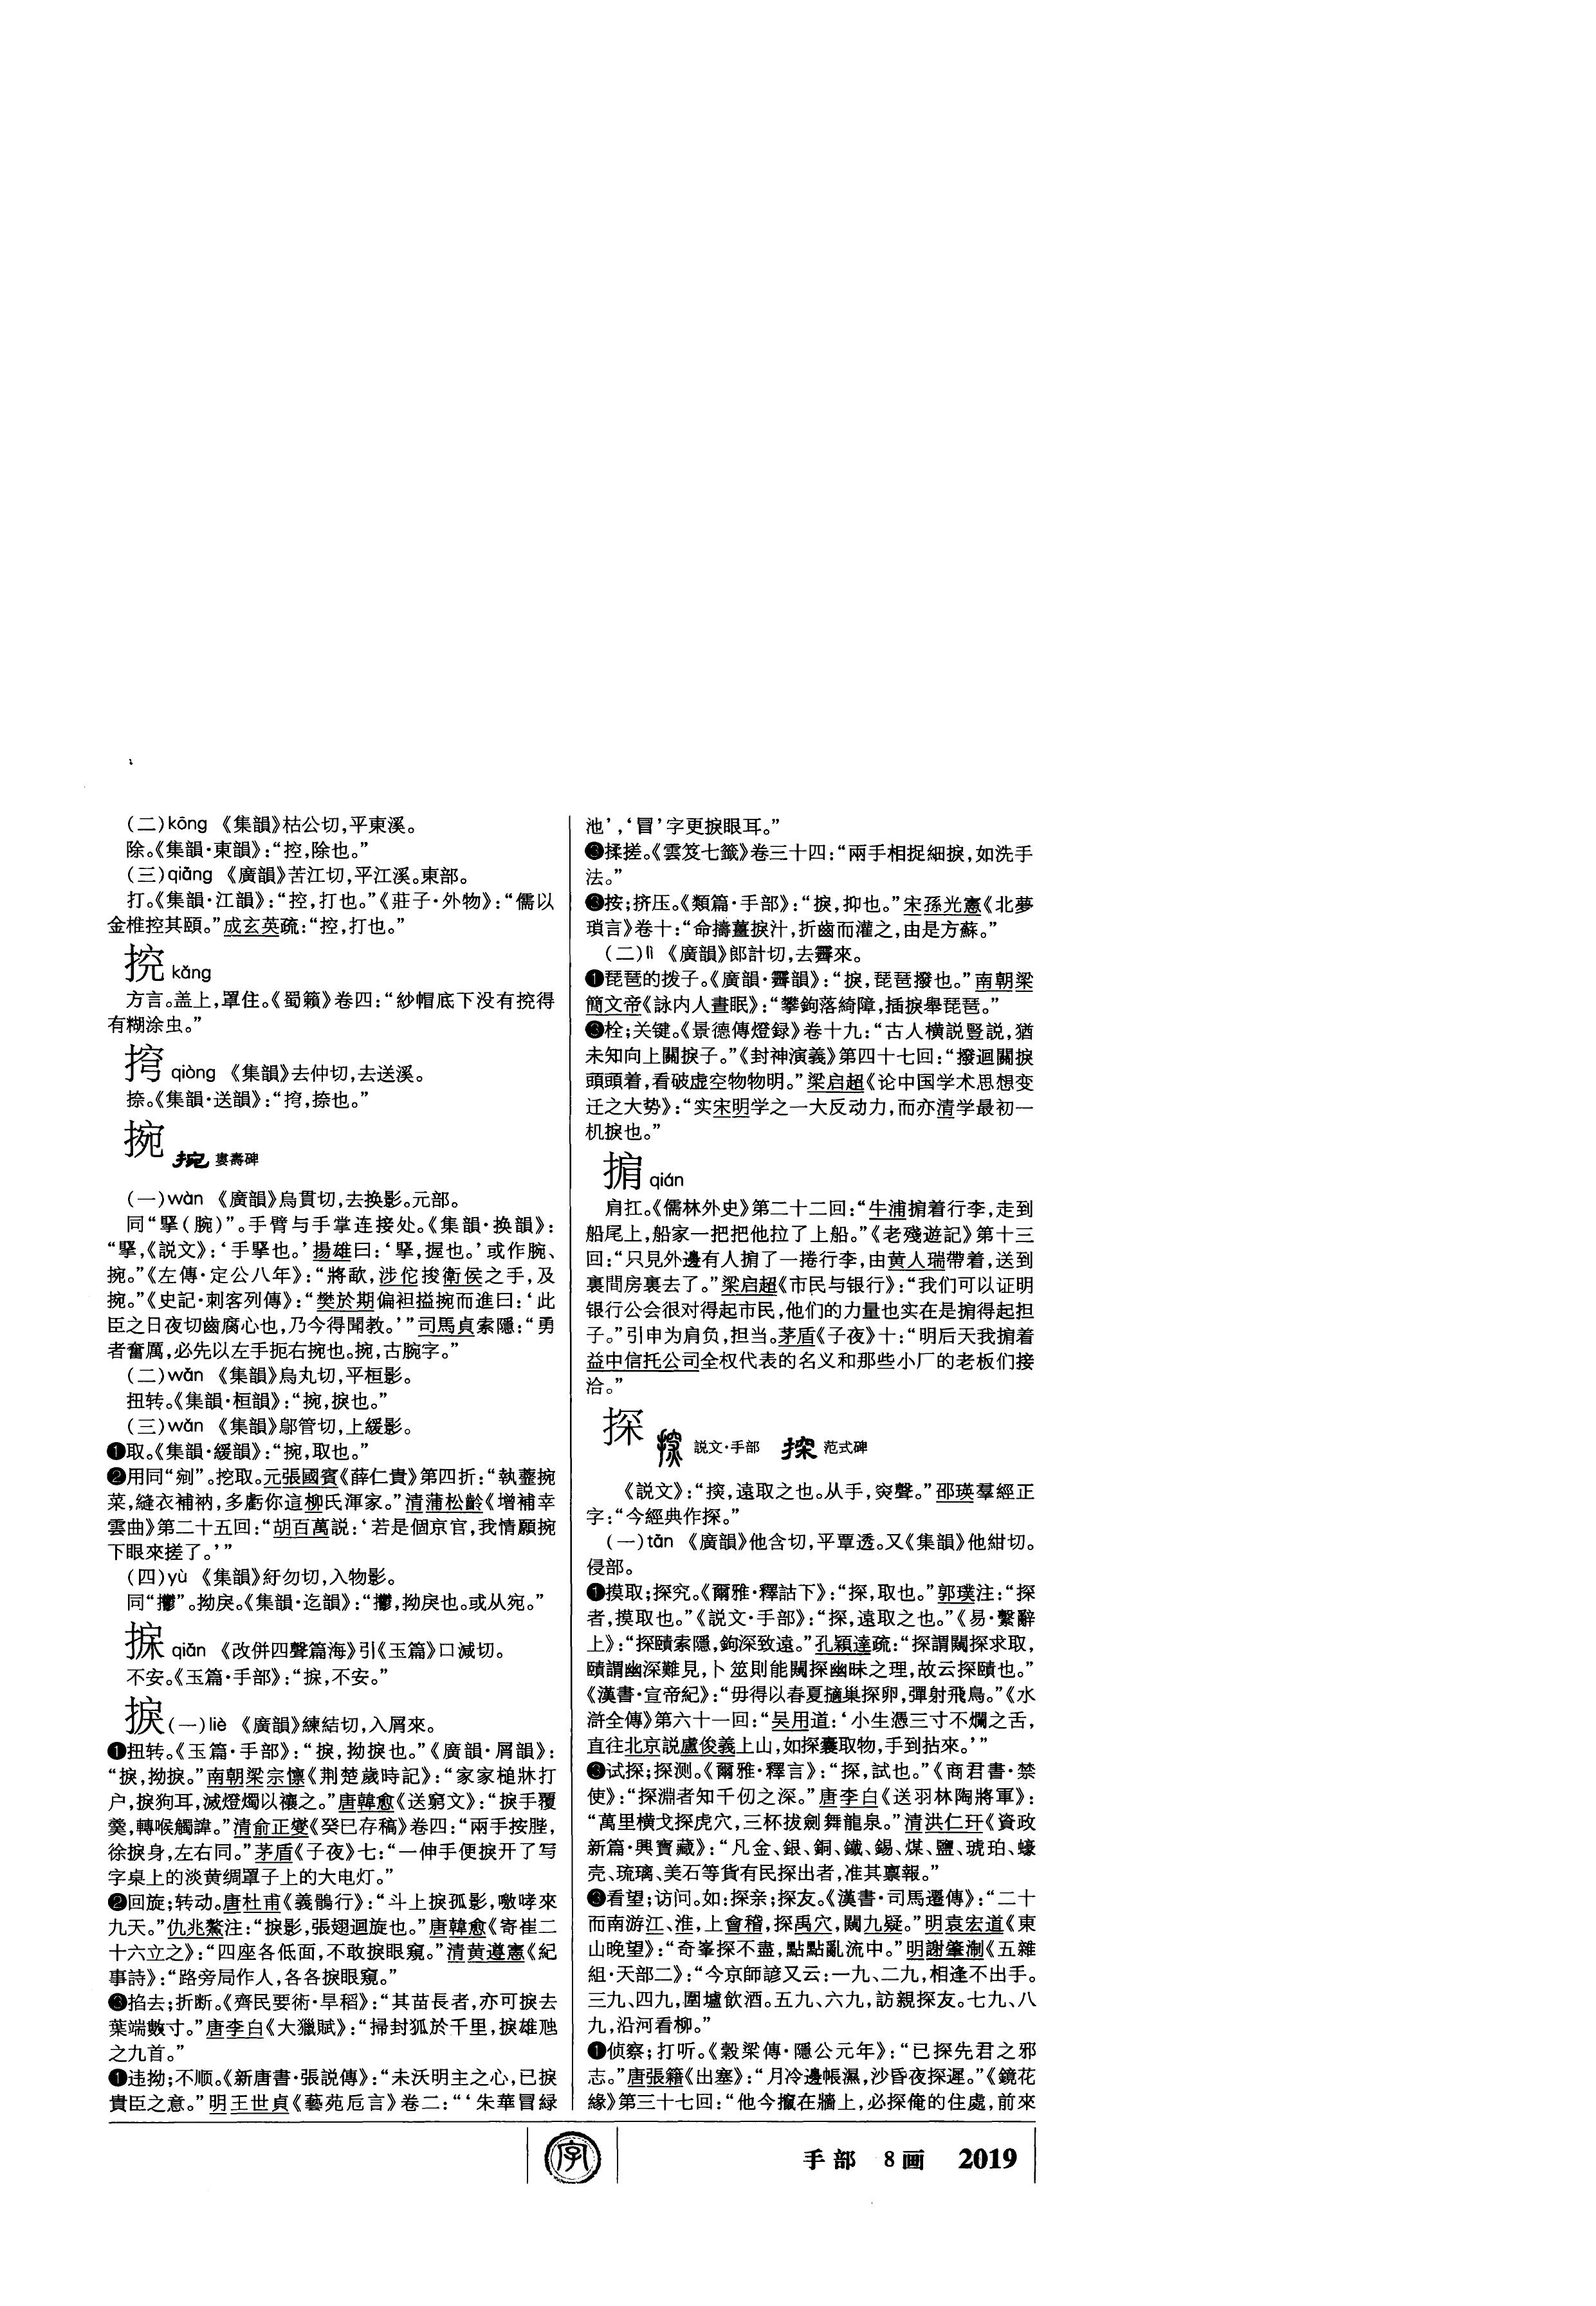 (二)kōng 《集韻》枯公切,平東溪。
除。《集韻·東韻》:“控,除也。”
(三)qiāng 《廣韻》苦江切,平江溪。東部。
打。《集韻·江韻》:“控,打也。”《莊子·外物》:“儒以
金椎控其頤。”成玄英疏:“控,打也。”
㧛 kǎng
方言。盖上,罩住。《蜀籟》卷四:“紗帽底下没有㧛得
有糊涂虫。”
qiòng 《集韻》去仲切,去送溪。
捺。《集韻·送韻》:“㧭,捺也。”
捥 捥 婁壽碑
(一)wàn 《廣韻》烏貫切,去换影。元部。
同“掔(腕)”。手臂与手掌连接处。《集韻·换韻》:
“掔,《説文》:‘手掔也。’揚雄曰:‘掔,握也。’或作腕、
捥。”《左傳·定公八年》:“將歃,涉佗捘衛侯之手,及
捥。”《史記·刺客列傳》:“樊於期偏袒搤捥而進曰:‘此
臣之日夜切齒腐心也,乃今得聞教。’”司馬貞索隱:“勇
者奮厲,必先以左手扼右捥也。捥,古腕字。”
(二)wǎn 《集韻》烏丸切,平桓影。
扭转。《集韻·桓韻》:“捥,捩也。”
(三)wǎn 《集韻》鄔管切,上緩影。
❶取。《集韻·緩韻》:“捥,取也。”
❷用同“剜”。挖取。元張國賓《薛仁貴》第四折:“執虀捥
菜,縫衣補衲,多虧你這柳氏渾家。”清蒲松齡《增補幸
雲曲》第二十五回:“胡百萬説:‘若是個京官,我情願捥
下眼來搓了。’”
(四)yù 《集韻》紆勿切,入物影。
同“㰲”。拗戾。《集韻·迄韻》:“㰲,拗戾也。或从宛。”
㧱 qiǎn 《改併四聲篇海》引《玉篇》口減切。
不安。《玉篇·手部》:“㧱,不安。”
捩(一)liè 《廣韻》練結切,入屑來。
❶扭转。《玉篇·手部》:“捩,拗捩也。”《廣韻·屑韻》:
“捩,拗捩。”南朝梁宗懔《荆楚歲時記》:“家家槌牀打
户,捩狗耳,滅燈燭以禳之。”唐韓愈《送窮文》:“捩手覆
羹,轉喉觸諱。”清俞正燮《癸巳存稿》卷四:“兩手按胜,
徐捩身,左右同。”茅盾《子夜》七:“一伸手便捩开了写
字桌上的淡黄绸罩子上的大电灯。”
❷回旋;转动。唐杜甫《義鶻行》:“斗上捩孤影,噭哮來
九天。”仇兆鰲注:“捩影,張翅迴旋也。”唐韓愈《寄崔二
十六立之》:“四座各低面,不敢捩眼窺。”清黄遵憲《紀
事詩》:“路旁局作人,各各捩眼窺。”
❸掐去;折断。《齊民要術·旱稻》:“其苗長者,亦可捩去
葉端數寸。”唐李白《大獵賦》:“掃封狐於千里,捩雄虺
之九首。”
❶违拗;不顺。《新唐書·張説傳》:“未沃明主之心,已捩
貴臣之意。”明王世貞《藝苑卮言》卷二:“‘朱華冒緑
池’,‘冒’字更捩眼耳。”
❸揉搓。《雲笈七籤》卷三十四:“兩手相捉細捩,如洗手
法。”
❸按;挤压。《類篇·手部》:“捩,抑也。”宋孫光憲《北夢
瑣言》卷十:“命擣薑捩汁,折齒而灌之,由是方蘇。”
(二)lì 《廣韻》郎計切,去霽來。
❶琵琶的拨子。《廣韻·霽韻》:“捩,琵琶撥也。”南朝梁
簡文帝《詠内人晝眠》:“攀鉤落綺障,插捩舉琵琶。”
❸栓;关键。《景德傳燈録》卷十九:“古人横説豎説,猶
未知向上關捩子。”《封神演義》第四十七回:“撥迴關捩
頭頭着,看破虚空物物明。”梁启超《论中国学术思想变
迁之大势》:“实宋明学之一大反动力,而亦清学最初一
机捩也。”
掮 qián
肩扛。《儒林外史》第二十二回:“牛浦掮着行李,走到
船尾上,船家一把把他拉了上船。”《老殘遊記》第十三
回:“只見外邊有人掮了一捲行李,由黄人瑞帶着,送到
裏間房裏去了。”梁启超《市民与银行》:“我们可以证明
银行公会很对得起市民,他们的力量也实在是掮得起担
子。”引申为肩负,担当。茅盾《子夜》十:“明后天我掮着
益中信托公司全权代表的名义和那些小厂的老板们接
洽。”
探 説文·手部 探 范式碑
《説文》:“揬,遠取之也。从手,罙聲。”邵瑛羣經正
字:“今經典作探。”
(一)tān 《廣韻》他含切,平覃透。又《集韻》他紺切。
侵部。
❶摸取;探究。《爾雅·釋詁下》:“探,取也。”郭璞注:“探
者,摸取也。”《説文·手部》:“探,遠取之也。”《易·繫辭
上》:“探賾索隱,鉤深致遠。”孔穎達疏:“探謂闚探求取,
賾謂幽深難見,卜筮則能闚探幽昧之理,故云探賾也。”
《漢書·宣帝紀》:“毋得以春夏擿巢探卵,彈射飛鳥。”《水
滸全傳》第六十一回:“吴用道:‘小生憑三寸不爛之舌,
直往北京説盧俊義上山,如探囊取物,手到拈來。’”
❸试探;探测。《爾雅·釋言》:“探,試也。”《商君書·禁
使》:“探淵者知千仞之深。”唐李白《送羽林陶將軍》:
“萬里横戈探虎穴,三杯拔劍舞龍泉。”清洪仁玕《資政
新篇·興寶藏》:“凡金、銀、銅、鐵、錫、煤、鹽、琥珀、蠔
壳、琉璃、美石等貨有民探出者,准其禀報。”
❸看望;访问。如:探亲;探友。《漢書·司馬遷傳》:“二十
而南游江、淮,上會稽,探禹穴,闚九疑。”明袁宏道《東
山晚望》:“奇峯探不盡,點點亂流中。”明謝肇淛《五雜
組·天部二》:“今京師諺又云:一九、二九,相逢不出手。
三九、四九,圍爐飲酒。五九、六九,訪親探友。七九、八
九,沿河看柳。”
❶侦察;打听。《穀梁傳·隱公元年》:“已探先君之邪
志。”唐張籍《出塞》:“月冷邊帳濕,沙昏夜探遲。”《鏡花
緣》第三十七回:“他今攛在牆上,必探俺的住處,前來
字
手部 8画 2019